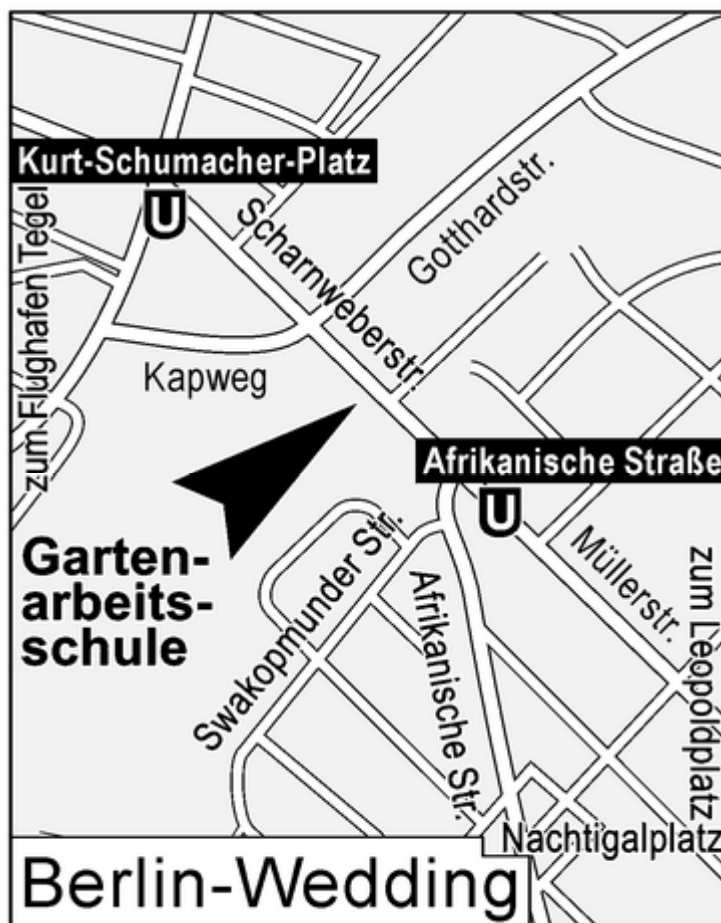 Kurt-Schumacher-Platz
U
zum Flughafen Tegel
Scharnweberstr.
Gotthardstr.
Kapweg
Afrikanische Straße
U
Garten-
arbeits-
schule
Swakopmunder Str.
Afrikanische Str.
Müllerstr.
zum Leopoldplatz
Nachtigalplatz
Berlin-Wedding